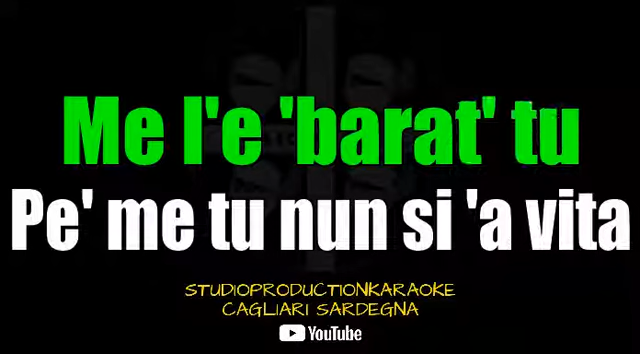 Me l'e 'barat' tu
Pe' me tu nun si 'a vita
STUDIOPRODUCTIONKARAOKE
CAGLIARI SARDEGNA
YouTube